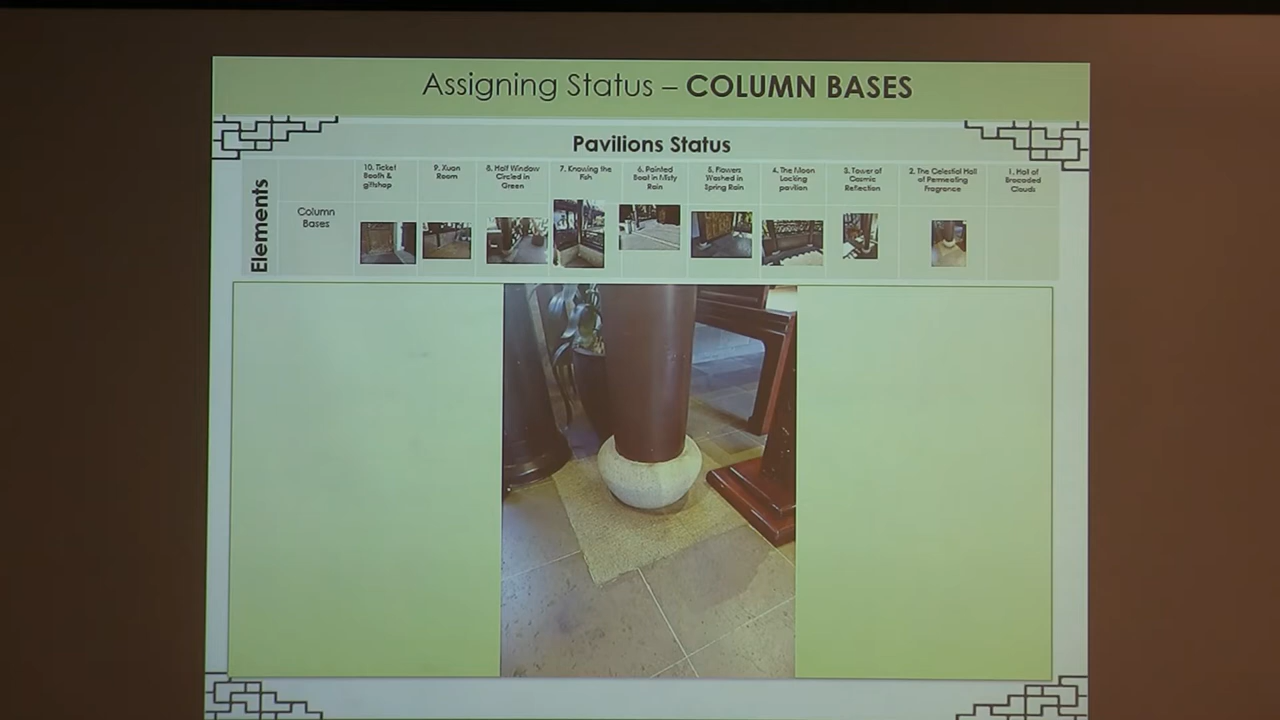 Assigning Status – COLUMN BASES
Pavilions Status
Elements
10. Ticket
Booth &
giftshop
9. Xuan
Room
8. Half Window
Circled in
Green
7. Knowing the
Fish
6. Painted
Boat in Misty
Rain
5. Flowers
Washed in
Spring Rain
4. The Moon
Locking
pavilion
3. Tower of
Cosmic
Reflection
2. The Celestial Hall
of Permeating
Fragrance
1. Hall of
Brocaded
Clouds
Column
Bases